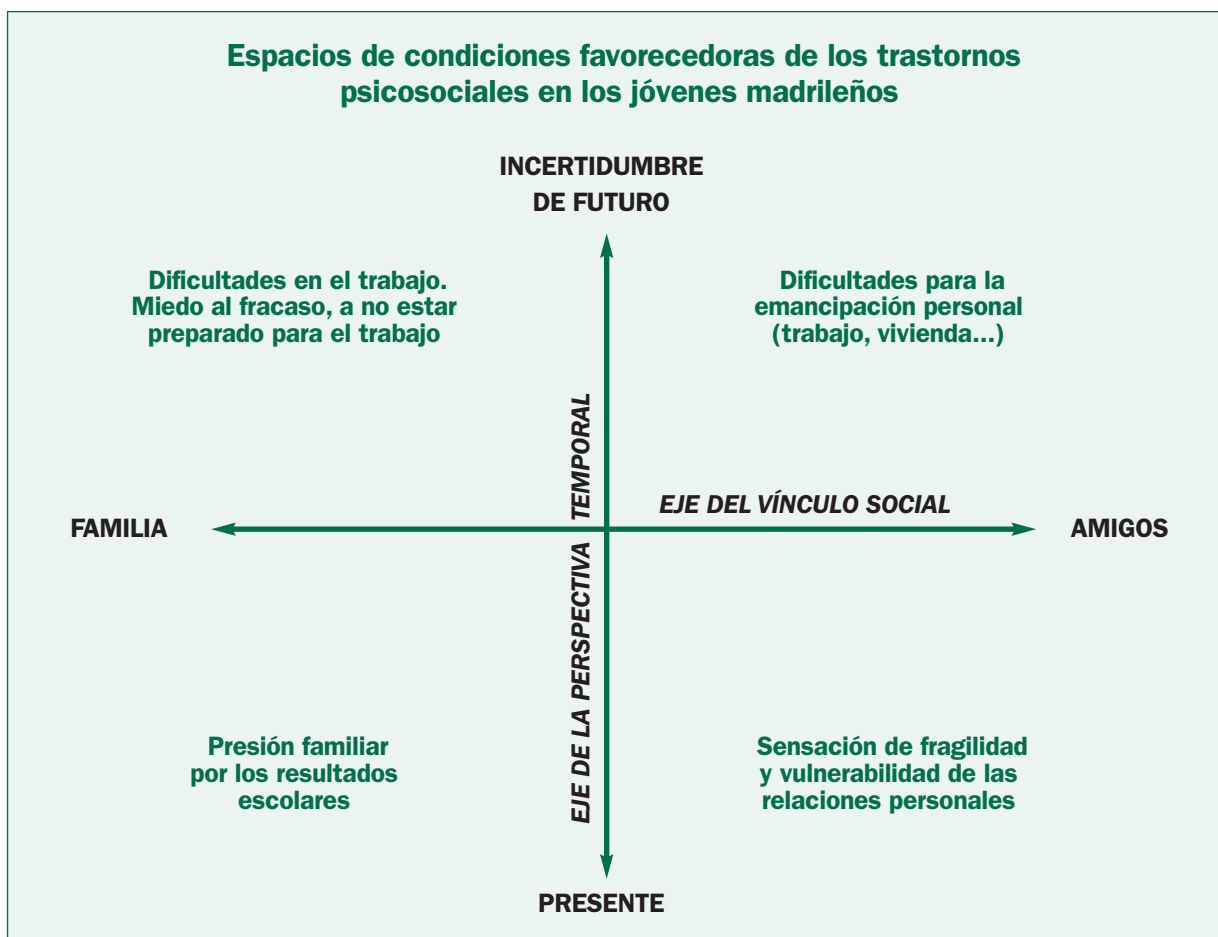 Espacios de condiciones favorecedoras de los trastornos
psicosociales en los jóvenes madrileños
INCERTIDUMBRE
DE FUTURO
Dificultades en el trabajo.
Miedo al fracaso, a no estar
preparado para el trabajo
Dificultades para la
emancipación personal
(trabajo, vivienda...)
EJE DE LA PERSPECTIVA TEMPORAL
EJE DEL VÍNCULO SOCIAL
FAMILIA
AMIGOS
Presión familiar
por los resultados
escolares
Sensación de fragilidad
y vulnerabilidad de las
relaciones personales
PRESENTE